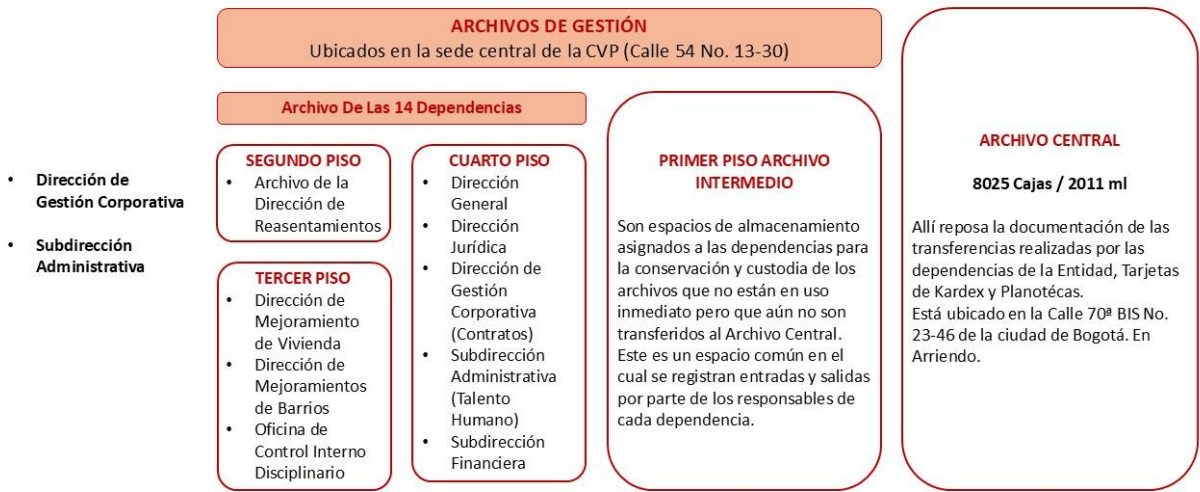 ARCHIVOS DE GESTIÓN
Ubicados en la sede central de la CVP (Calle 54 No. 13-30)
• Dirección de
Gestión Corporativa
• Subdirección
Administrativa
Archivo De Las 14 Dependencias
SEGUNDO PISO
• Archivo de la
Dirección de
Reasentamientos
TERCER PISO
• Dirección de
Mejoramiento
de Vivienda
• Dirección de
Mejoramientos
de Barrios
• Oficina de
Control Interno
Disciplinario
CUARTO PISO
• Dirección
General
• Dirección
Jurídica
• Dirección de
Gestión
Corporativa
(Contratos)
• Subdirección
Administrativa
(Talento
Humano)
• Subdirección
Financiera
PRIMER PISO ARCHIVO
INTERMEDIO
Son espacios de almacenamiento
asignados a las dependencias para
la conservación y custodia de los
archivos que no están en uso
inmediato pero que aún no son
transferidos al Archivo Central.
Este es un espacio común en el
cual se registran entradas y salidas
por parte de los responsables de
cada dependencia.
ARCHIVO CENTRAL
8025 Cajas / 2011 ml
Allí reposa la documentación de las
transferencias realizadas por las
dependencias de la Entidad, Tarjetas
de Kardex y Planotécas.
Está ubicado en la Calle 70ª BIS No.
23-46 de la ciudad de Bogotá. En
Arriendo.